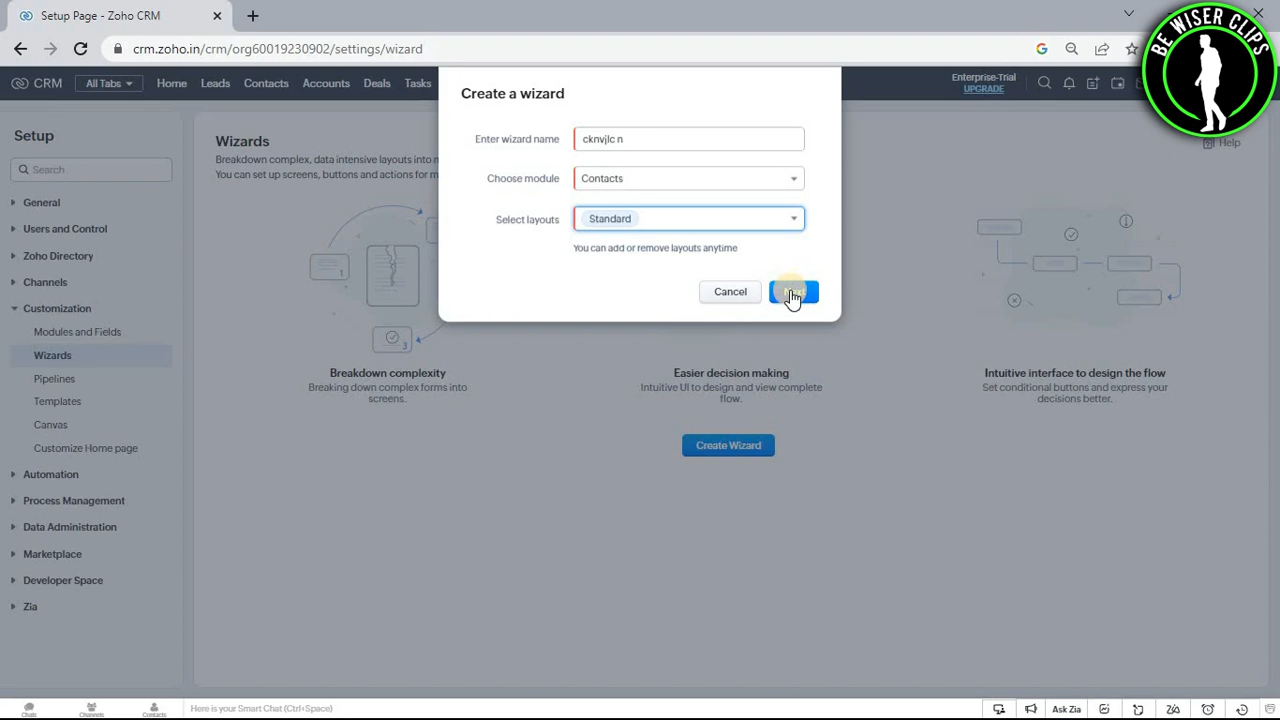 Setup Page - Zoho CRM
crm.zoho.in/crm/org60019230902/settings/wizard
BE WISER CLIPS
CRM
All Tabs
Home
Leads
Contacts
Accounts
Deals
Tasks
Enterprise-Trial
UPGRADE
Setup
Search
General
Users and Control
Zoho Directory
Channels
Customization
Modules and Fields
Wizards
Pipelines
Templates
Canvas
Customize Home page
Automation
Process Management
Data Administration
Marketplace
Developer Space
Zia
Wizards
Help
Breakdown complex, data intensive layouts into
You can set up screens, buttons and actions for
Create a wizard
Enter wizard name
cknvjlc n
Choose module
Contacts
Select layouts
Standard
You can add or remove layouts anytime
Cancel
1
3
Breakdown complexity
Breaking down complex forms into
screens.
Easier decision making
Intuitive UI to design and view complete
flow.
Intuitive interface to design the flow
Set conditional buttons and express your
decisions better.
Create Wizard
Chats
Channels
Contacts
Here is your Smart Chat (Ctrl+Space)
Ask Zia